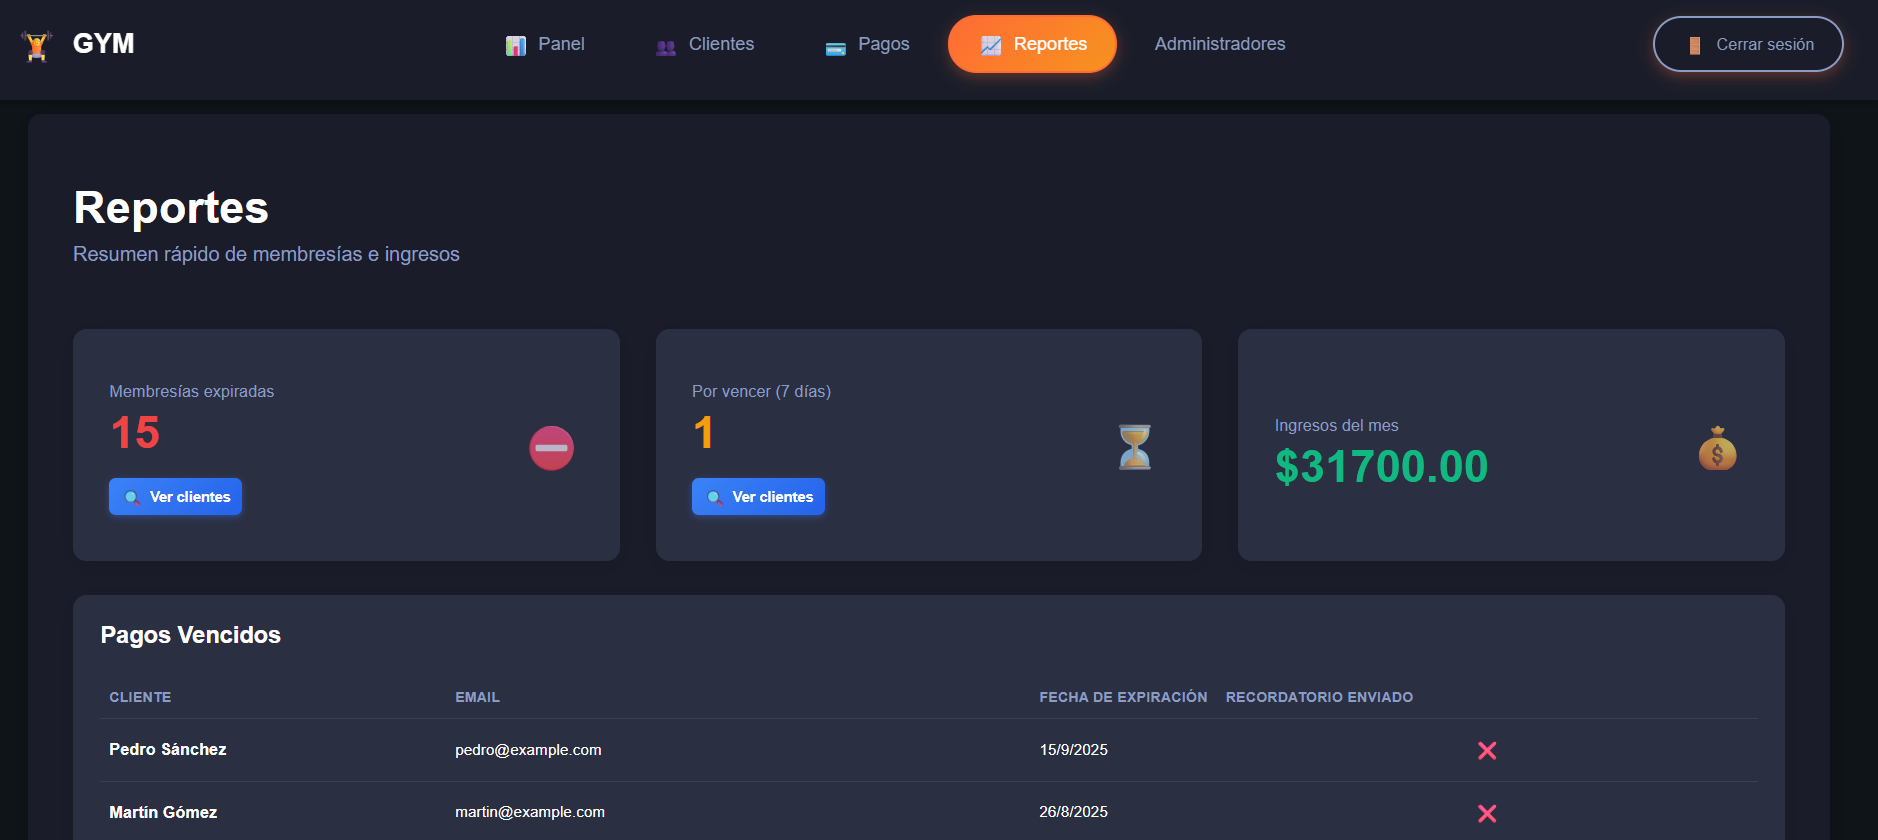 GYM
Panel
Clientes
Pagos
Reportes
Administradores
Cerrar sesión
Reportes
Resumen rápido de membresías e ingresos
Membresías expiradas
15
Ver clientes
Por vencer (7 días)
1
Ver clientes
Ingresos del mes
$31700.00
Pagos Vencidos
CLIENTE EMAIL FECHA DE EXPIRACIÓN RECORDATORIO ENVIADO
Pedro Sánchez pedro@example.com 15/9/2025 ❌
Martín Gómez martin@example.com 26/8/2025 ❌